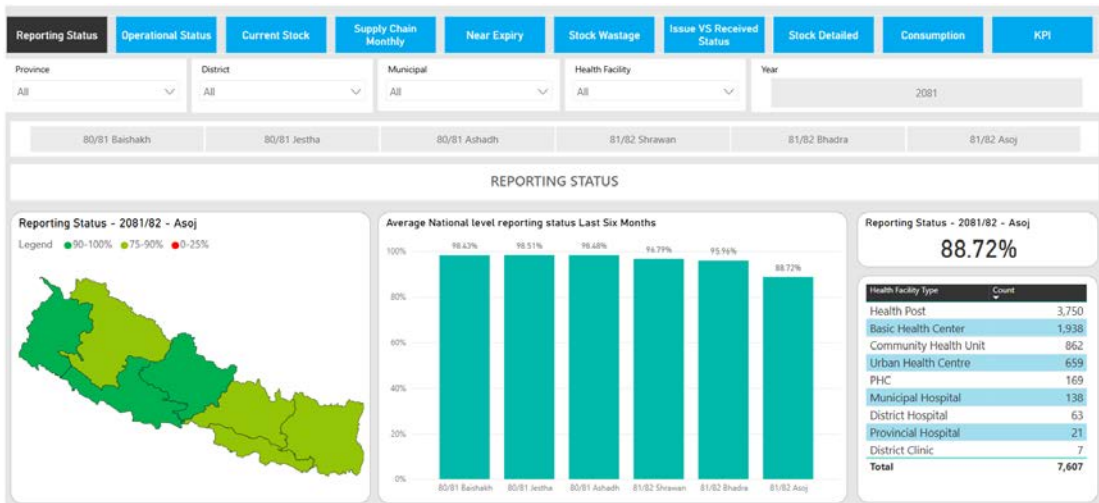 Reporting Status
Operational Status
Current Stock
Supply Chain
Monthly
Near Expiry
Stock Wastage
Issue VS Received
Status
Stock Detailed
Consumption
KPI
Province
District
Municipal
Health Facility
Year
All
All
All
All
2081
80/81 Baishakh
80/81 Jestha
80/81 Ashadh
81/82 Shrawan
81/82 Bhadra
81/82 Asoj
REPORTING STATUS
Reporting Status - 2081/82 - Asoj
Legend 90-100% 75-90% 0-25%
Average National level reporting status Last Six Months
100%
80%
60%
40%
20%
0%
98.43%
98.51%
98.48%
96.79%
95.96%
88.72%
80/81 Baishakh
80/81 Jestha
80/81 Ashadh
81/82 Shrawan
81/82 Bhadra
81/82 Asoj
Reporting Status - 2081/82 - Asoj
88.72%
Health Facility Type Count
Health Post 3,750
Basic Health Center 1,938
Community Health Unit 862
Urban Health Centre 659
PHC 169
Municipal Hospital 138
District Hospital 63
Provincial Hospital 21
District Clinic 7
Total 7,607